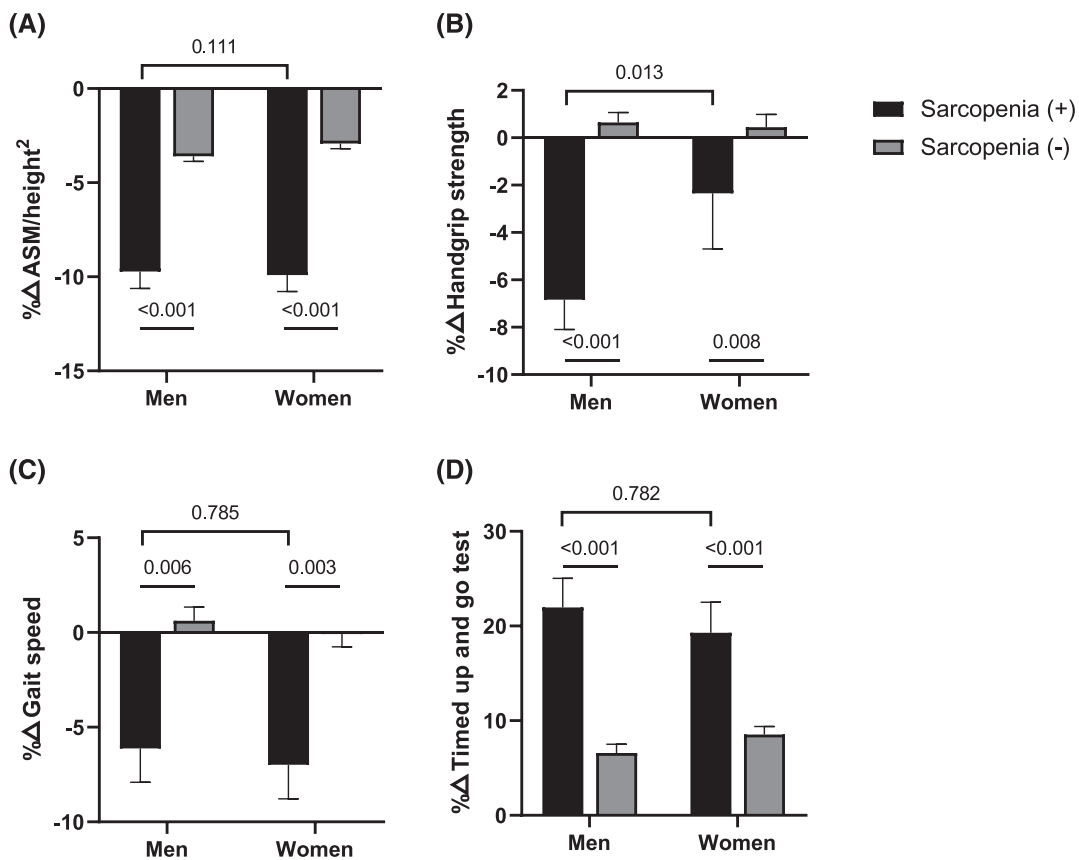 (A)
0.111
0
-5
-10
-15
%Δ ASM/height²
<0.001
<0.001
Men
Women
(B)
0.013
2
0
-2
-4
-6
-8
-10
%Δ Handgrip strength
<0.001
0.008
Men
Women
Sarcopenia (+)
Sarcopenia (-)
(C)
0.785
5
0
-5
-10
%Δ Gait speed
0.006
0.003
Men
Women
(D)
0.782
30
20
10
0
%Δ Timed up and go test
<0.001
<0.001
Men
Women